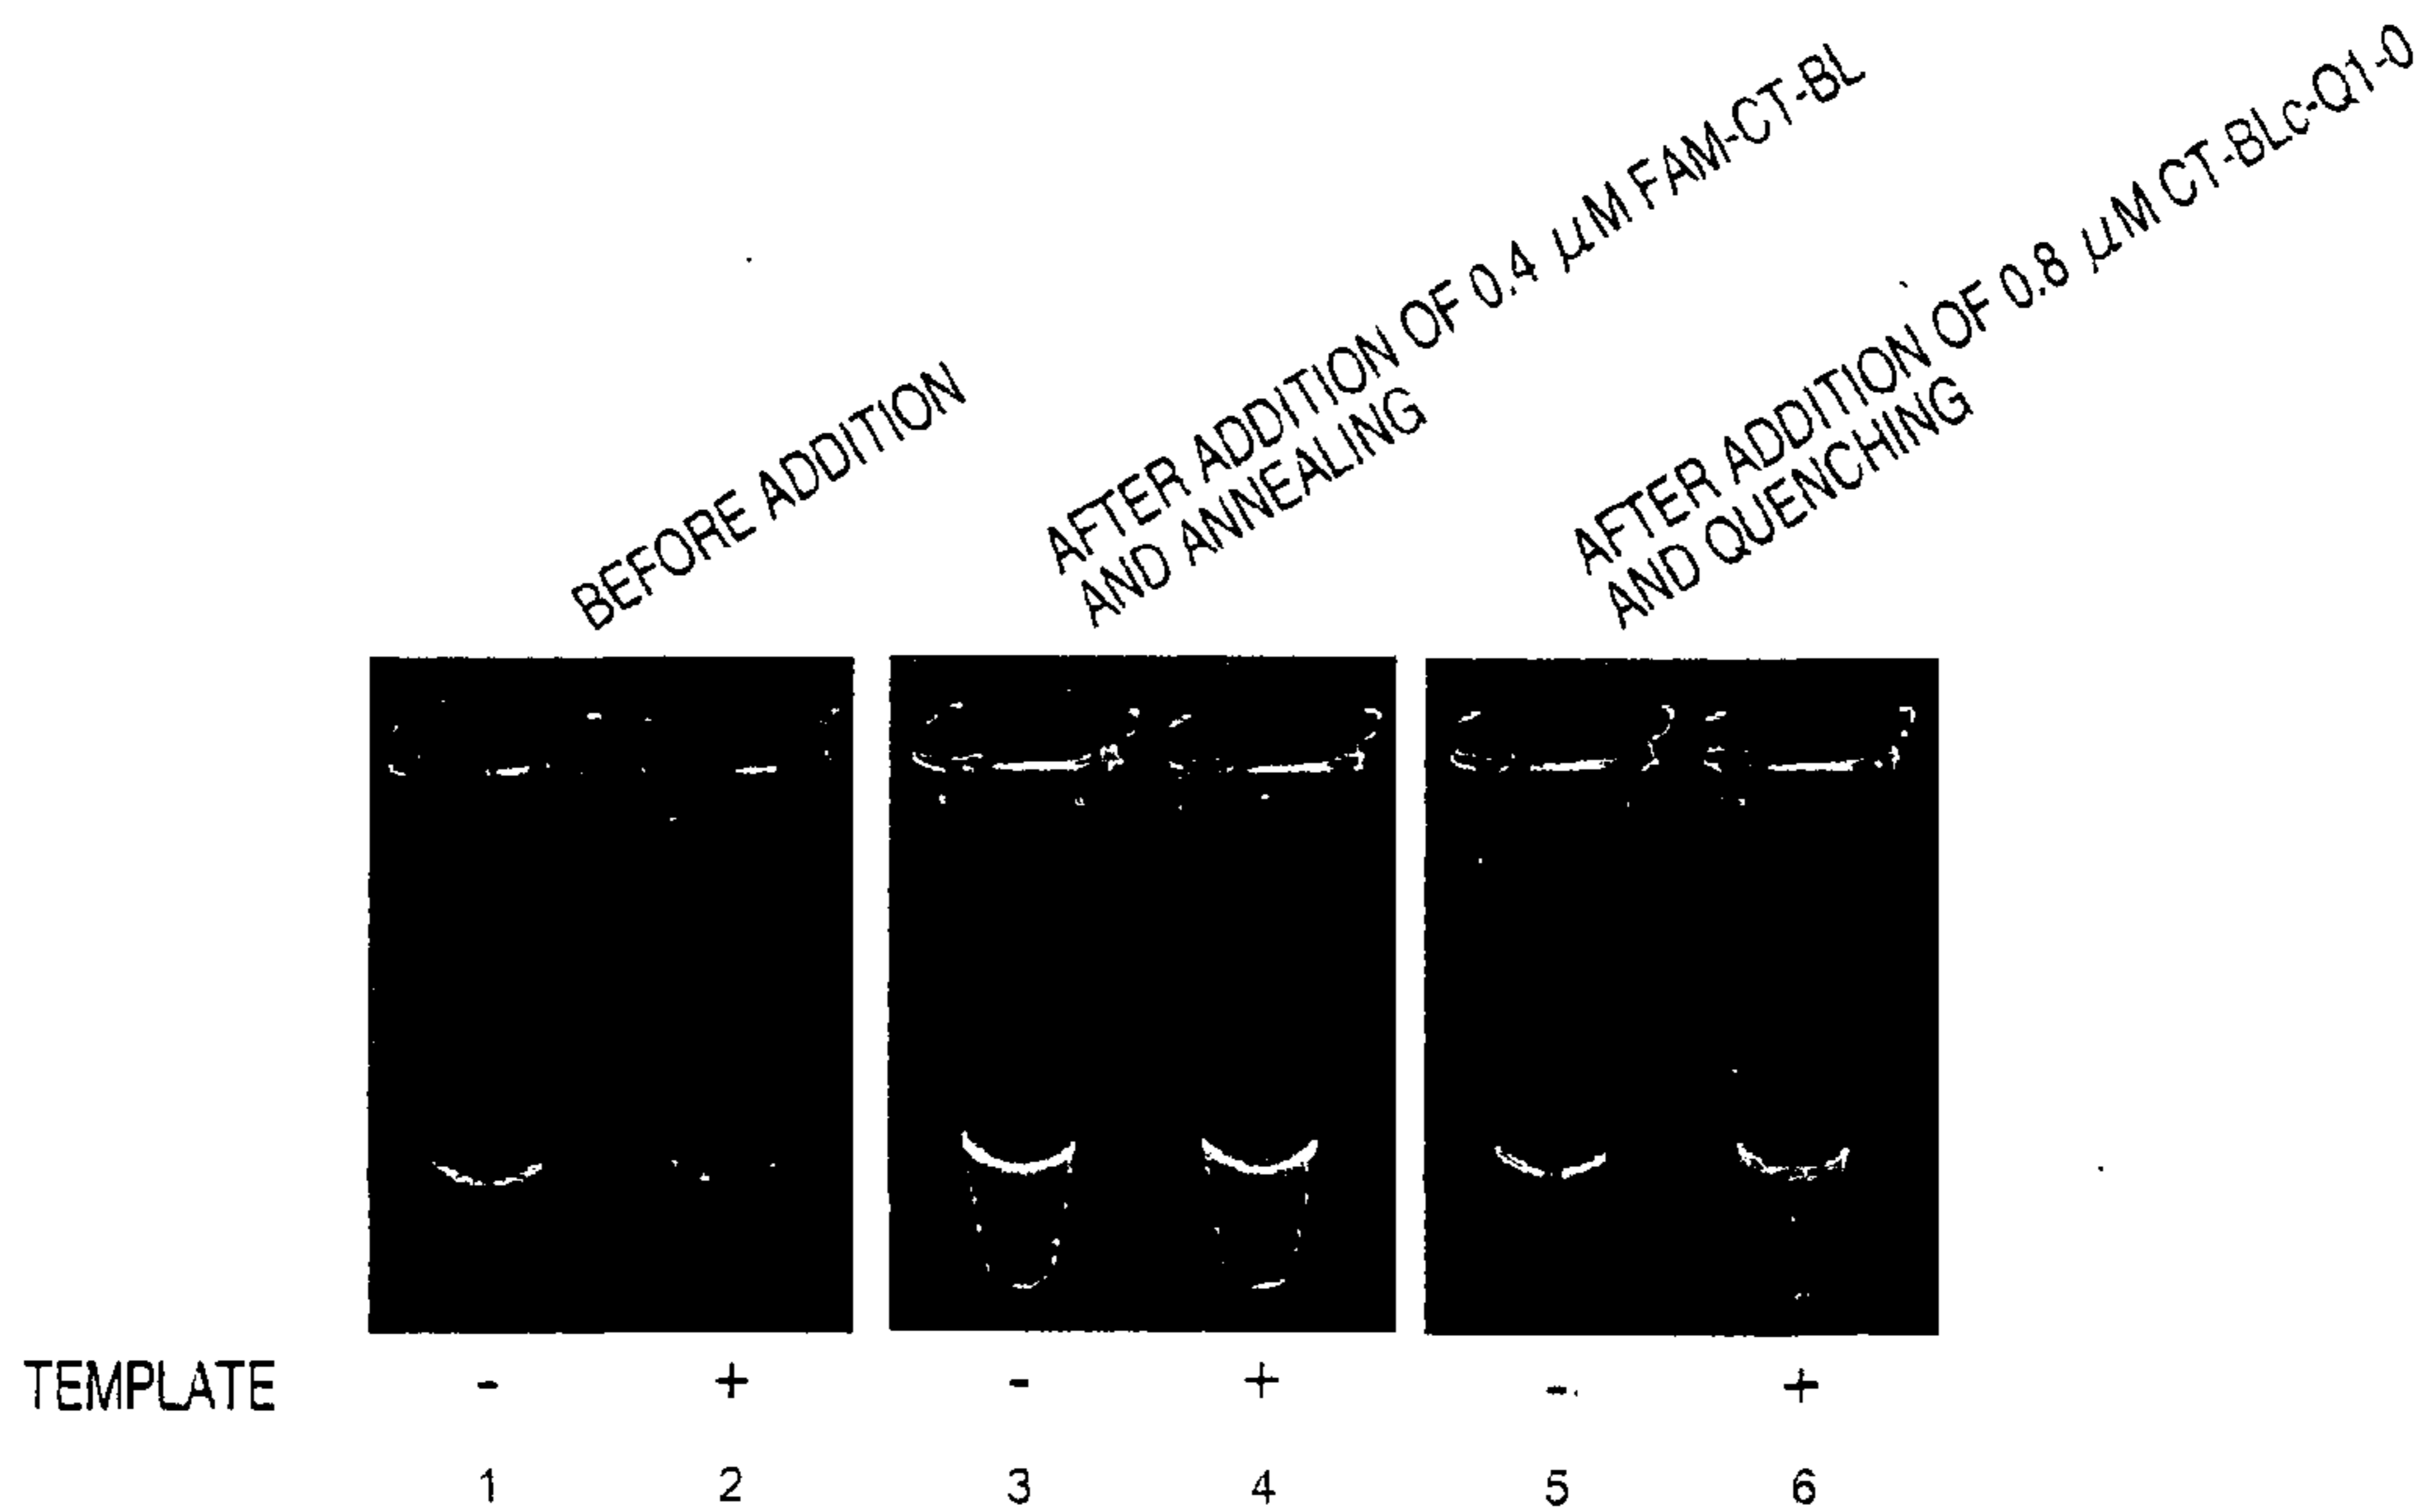 BEFORE ADDITION
AFTER ADDITION OF 0.4 μM FAM-CT-BL
AND ANNEALING
AFTER ADDITION OF 0.8 μM CT-BLc-Q1-0
AND QUENCHING
TEMPLATE - + - + - +
1 2 3 4 5 6